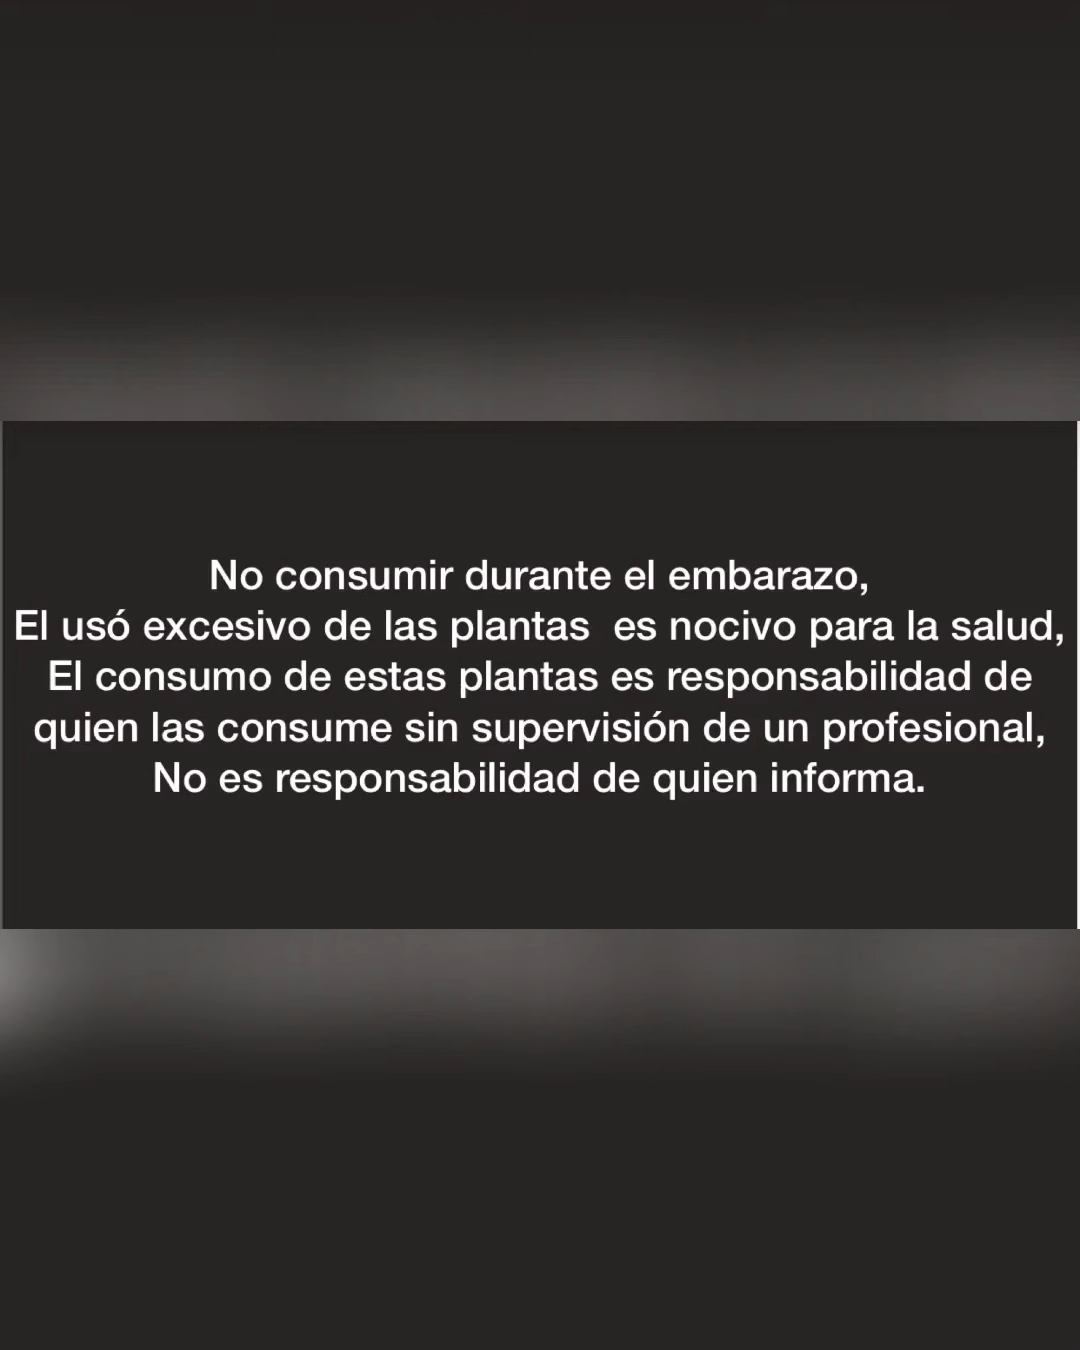 No consumir durante el embarazo,
El usó excesivo de las plantas  es nocivo para la salud,
El consumo de estas plantas es responsabilidad de
quien las consume sin supervisión de un profesional,
No es responsabilidad de quien informa.